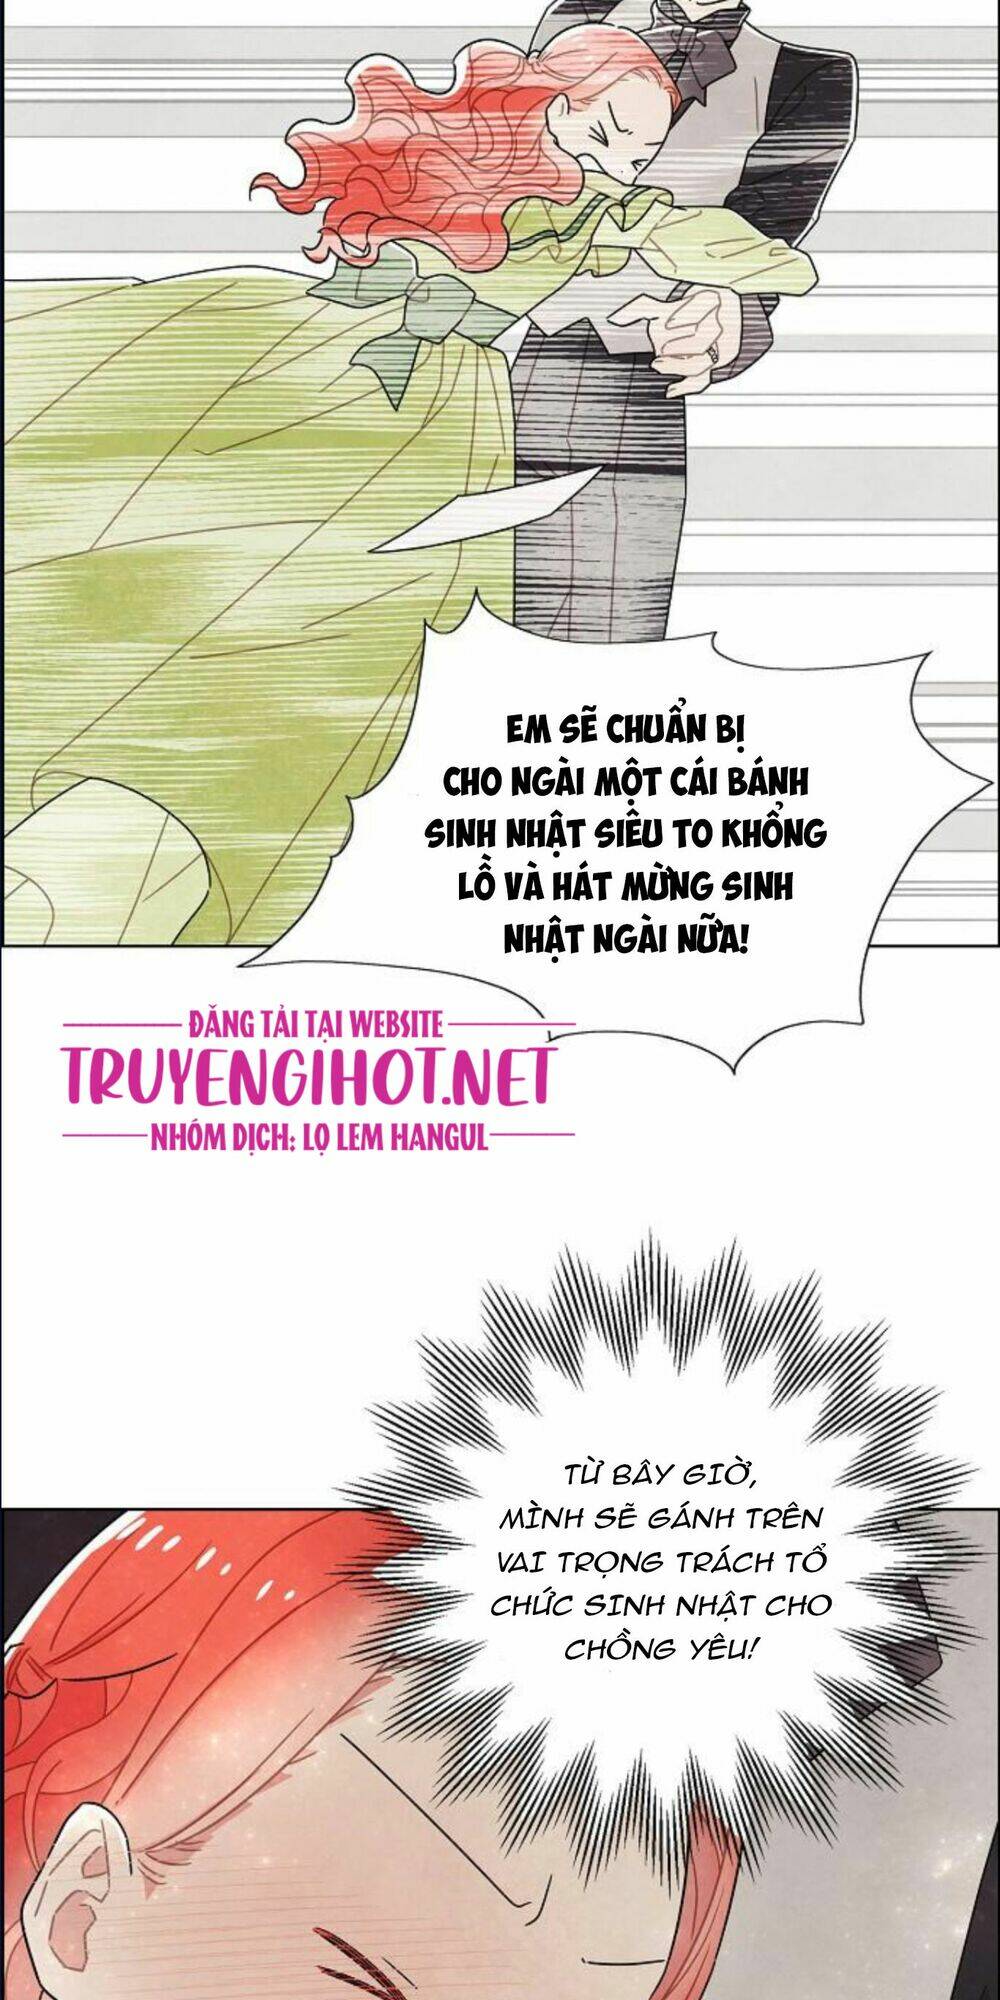 EM SẼ CHUẨN BỊ
CHO NGÀI MỘT CÁI BÁNH
SINH NHẬT SIÊU TO KHỔNG
LỒ VÀ HÁT MỪNG SINH
NHẬT NGÀI NỮA!
ĐĂNG TẢI TẠI WEBSITE
TRUYENGIHOT.NET
NHÓM DỊCH: LỌ LEM HANGUL
TỪ BÂY GIỜ,
MÌNH SẼ GÁNH TRÊN
VAI TRỌNG TRÁCH TỔ
CHỨC SINH NHẬT CHO
CHỒNG YÊU!